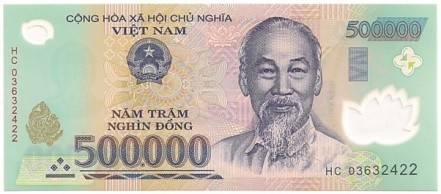 CỘNG HÒA XÃ HỘI CHỦ NGHĨA
VIỆT NAM
500000
HC 03632422
NĂM TRĂM
NGHÌN ĐỒNG
500.000
HC 03632422